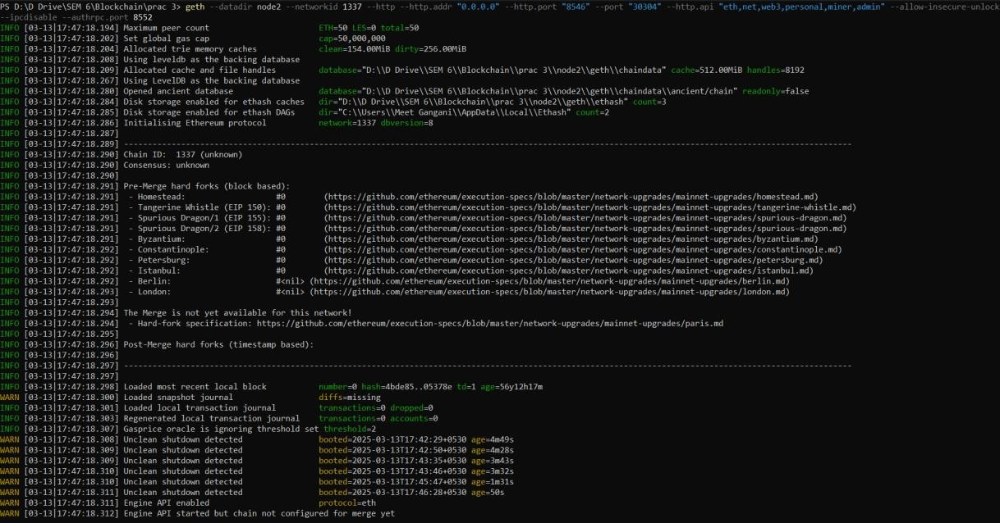 PS D:\D Drive\SEM 6\Blockchain\prac 3> geth --datadir node2 --networkid 1337 --http --http.addr "0.0.0.0" --http.port "8546" --port "30304" --http.api "eth,net,web3,personal,miner,admin" --allow-insecure-unlock
--ipcdisable --authrpc.port 8552
INFO [03-13|17:47:18.194] Maximum peer count                       ETH=50 LES=0 total=50
INFO [03-13|17:47:18.202] Set global gas cap                       cap=50,000,000
INFO [03-13|17:47:18.204] Allocated trie memory caches             clean=154.00MiB dirty=256.00MiB
INFO [03-13|17:47:18.208] Using leveldb as the backing database
INFO [03-13|17:47:18.209] Allocated cache and file handles         database="D:\\D Drive\\SEM 6\\Blockchain\\prac 3\\node2\\geth\\chaindata" cache=512.00MiB handles=8192
INFO [03-13|17:47:18.267] Using LevelDB as the backing database
INFO [03-13|17:47:18.280] Opened ancient database                  database="D:\\D Drive\\SEM 6\\Blockchain\\prac 3\\node2\\geth\\chaindata\\ancient/chain" readonly=false
INFO [03-13|17:47:18.284] Disk storage enabled for ethash caches   dir="D:\\D Drive\\SEM 6\\Blockchain\\prac 3\\node2\\geth\\ethash" count=3
INFO [03-13|17:47:18.285] Disk storage enabled for ethash DAGs     dir="C:\\Users\\Meet Gangani\\AppData\\Local\\Ethash" count=2
INFO [03-13|17:47:18.286] Initialising Ethereum protocol           network=1337 dbversion=8
INFO [03-13|17:47:18.287]
INFO [03-13|17:47:18.289] ---------------------------------------------------------------------------------------------------------------------------------------------------------
INFO [03-13|17:47:18.290] Chain ID:  1337 (unknown)
INFO [03-13|17:47:18.290] Consensus: unknown
INFO [03-13|17:47:18.290]
INFO [03-13|17:47:18.291] Pre-Merge hard forks (block based):
INFO [03-13|17:47:18.291]  - Homestead:                   #0        (https://github.com/ethereum/execution-specs/blob/master/network-upgrades/mainnet-upgrades/homestead.md)
INFO [03-13|17:47:18.291]  - Tangerine Whistle (EIP 150): #0        (https://github.com/ethereum/execution-specs/blob/master/network-upgrades/mainnet-upgrades/tangerine-whistle.md)
INFO [03-13|17:47:18.291]  - Spurious Dragon/1 (EIP 155): #0        (https://github.com/ethereum/execution-specs/blob/master/network-upgrades/mainnet-upgrades/spurious-dragon.md)
INFO [03-13|17:47:18.291]  - Spurious Dragon/2 (EIP 158): #0        (https://github.com/ethereum/execution-specs/blob/master/network-upgrades/mainnet-upgrades/spurious-dragon.md)
INFO [03-13|17:47:18.291]  - Byzantium:                   #0        (https://github.com/ethereum/execution-specs/blob/master/network-upgrades/mainnet-upgrades/byzantium.md)
INFO [03-13|17:47:18.292]  - Constantinople:              #0        (https://github.com/ethereum/execution-specs/blob/master/network-upgrades/mainnet-upgrades/constantinople.md)
INFO [03-13|17:47:18.292]  - Petersburg:                  #0        (https://github.com/ethereum/execution-specs/blob/master/network-upgrades/mainnet-upgrades/petersburg.md)
INFO [03-13|17:47:18.292]  - Istanbul:                    #0        (https://github.com/ethereum/execution-specs/blob/master/network-upgrades/mainnet-upgrades/istanbul.md)
INFO [03-13|17:47:18.292]  - Berlin:                      #<nil> (https://github.com/ethereum/execution-specs/blob/master/network-upgrades/mainnet-upgrades/berlin.md)
INFO [03-13|17:47:18.293]  - London:                      #<nil> (https://github.com/ethereum/execution-specs/blob/master/network-upgrades/mainnet-upgrades/london.md)
INFO [03-13|17:47:18.293]
INFO [03-13|17:47:18.294] The Merge is not yet available for this network!
INFO [03-13|17:47:18.294]  - Hard-fork specification: https://github.com/ethereum/execution-specs/blob/master/network-upgrades/mainnet-upgrades/paris.md
INFO [03-13|17:47:18.295]
INFO [03-13|17:47:18.296] Post-Merge hard forks (timestamp based):
INFO [03-13|17:47:18.296]
INFO [03-13|17:47:18.297] ---------------------------------------------------------------------------------------------------------------------------------------------------------
INFO [03-13|17:47:18.297]
INFO [03-13|17:47:18.298] Loaded most recent local block           number=0 hash=4bde85..05378e td=1 age=56y12h17m
WARN [03-13|17:47:18.300] Loaded snapshot journal                  diffs=missing
INFO [03-13|17:47:18.301] Loaded local transaction journal         transactions=0 dropped=0
INFO [03-13|17:47:18.303] Regenerated local transaction journal    transactions=0 accounts=0
INFO [03-13|17:47:18.307] Gasprice oracle is ignoring threshold set threshold=2
WARN [03-13|17:47:18.308] Unclean shutdown detected                booted=2025-03-13T17:42:29+0530 age=4m49s
WARN [03-13|17:47:18.309] Unclean shutdown detected                booted=2025-03-13T17:42:50+0530 age=4m28s
WARN [03-13|17:47:18.309] Unclean shutdown detected                booted=2025-03-13T17:43:35+0530 age=3m43s
WARN [03-13|17:47:18.310] Unclean shutdown detected                booted=2025-03-13T17:43:46+0530 age=3m32s
WARN [03-13|17:47:18.310] Unclean shutdown detected                booted=2025-03-13T17:45:47+0530 age=1m31s
WARN [03-13|17:47:18.311] Unclean shutdown detected                booted=2025-03-13T17:46:28+0530 age=50s
WARN [03-13|17:47:18.311] Engine API enabled                       protocol=eth
WARN [03-13|17:47:18.312] Engine API started but chain not configured for merge yet